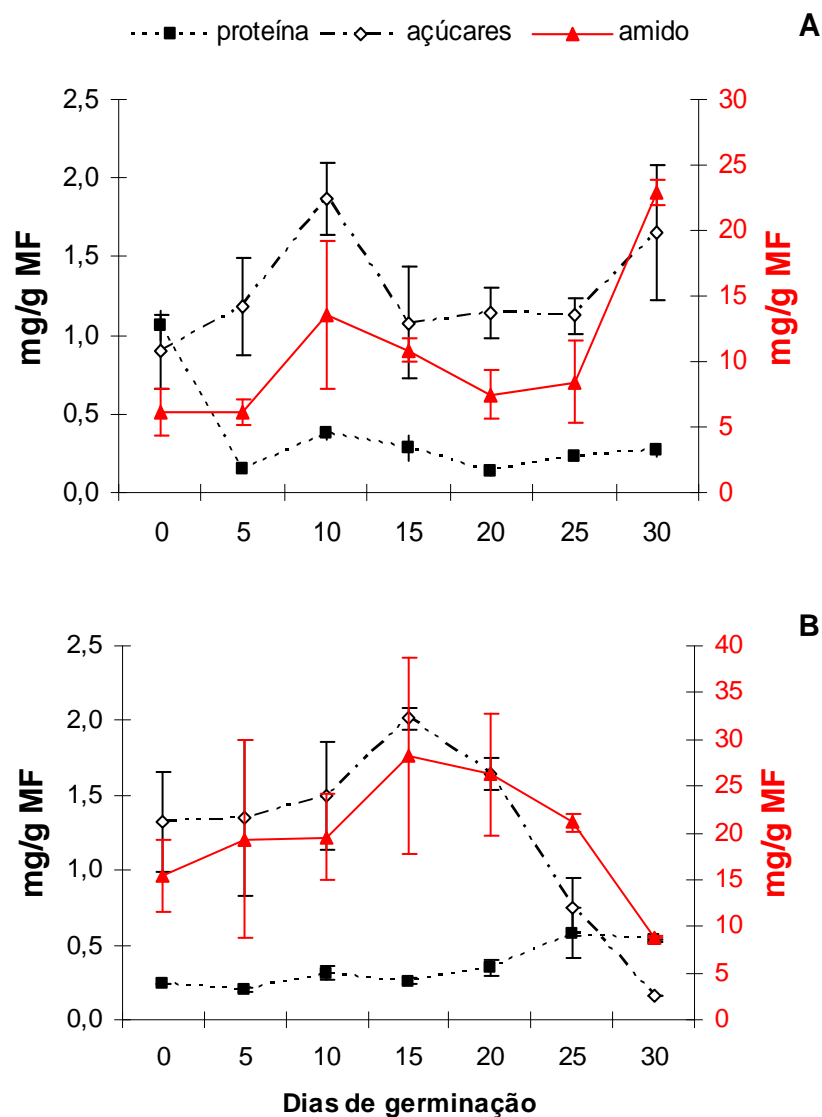 proteína açúcares amido A
2,5 30
25
2,0
20
1,5
15
1,0
10
0,5
5
0,0 0
mg/g MF
mg/g MF
0 5 10 15 20 25 30
B
2,5 40
35
2,0
30
1,5 25
20
1,0
15
10
0,5
5
0,0 0
mg/g MF
mg/g MF
0 5 10 15 20 25 30
Dias de germinação